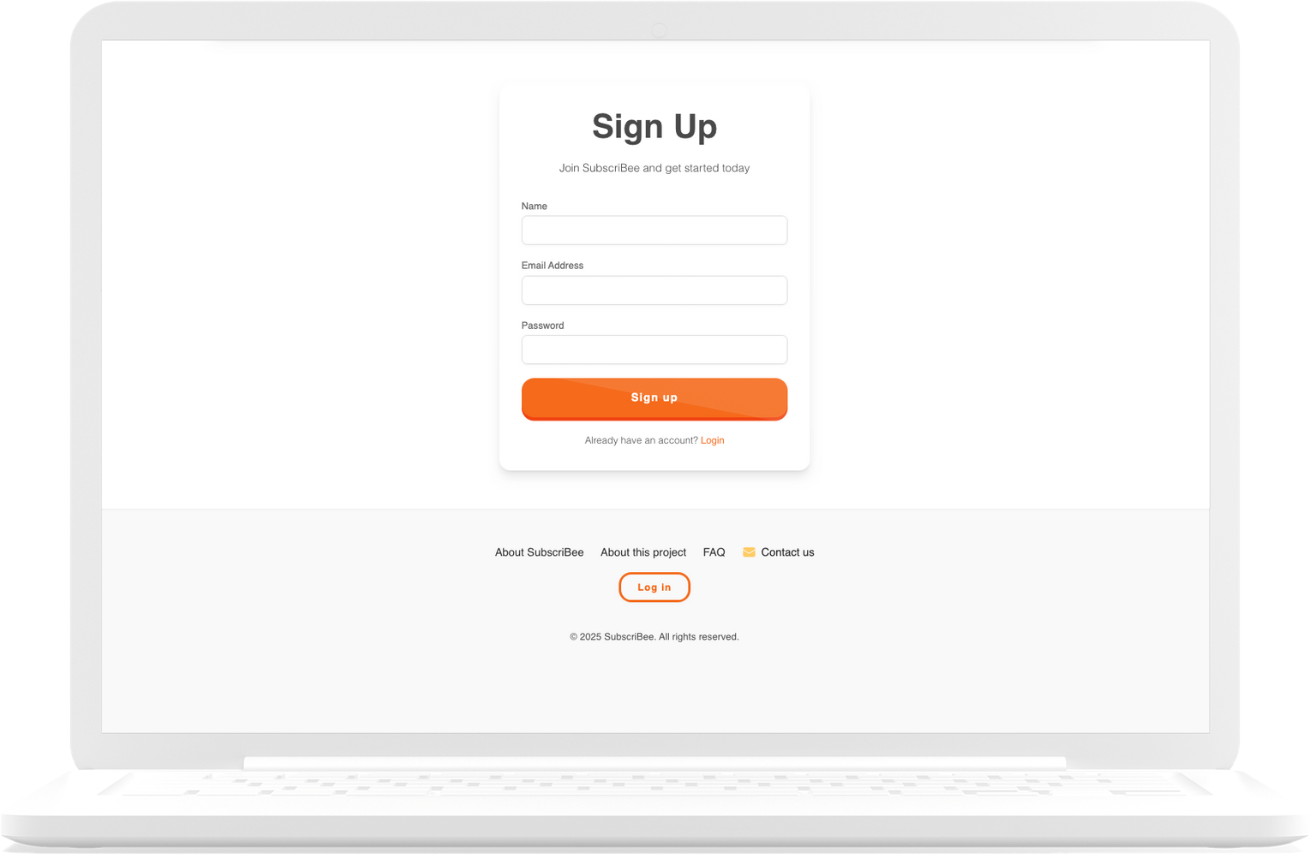 Sign Up
Join SubscriBee and get started today
Name
Email Address
Password
Sign up
Already have an account? Login
About SubscriBee About this project FAQ Contact us
Log in
© 2025 SubscriBee. All rights reserved.